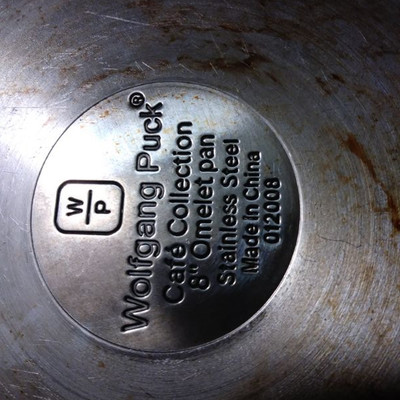 W
P
Wolfgang Puck®
Café Collection
8" Omelet pan
Stainless Steel
Made in China
012008